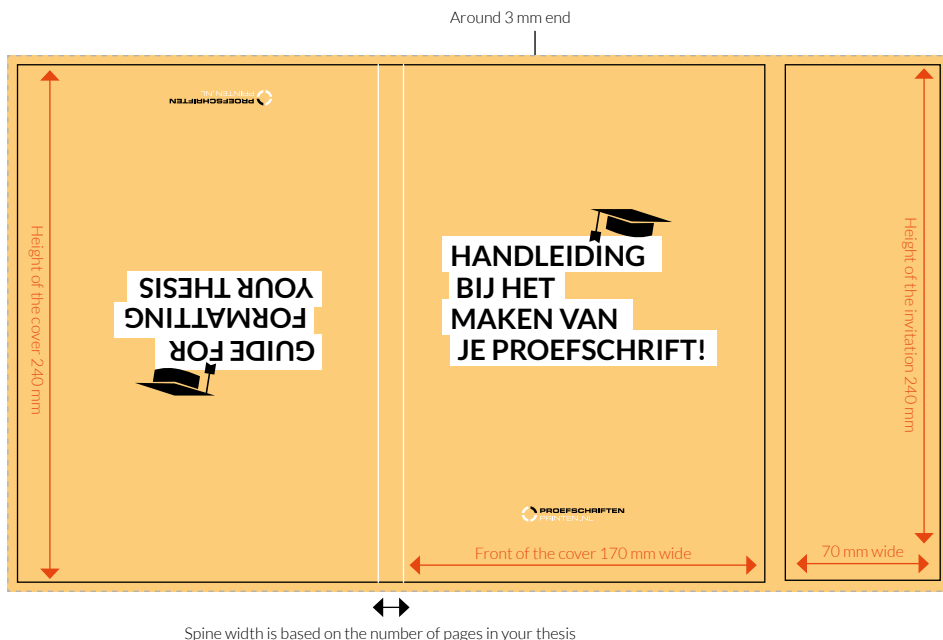 Around 3 mm end
PROEFSCHRIFTEN
PRINTEN.NL
Height of the cover 240 mm
GUIDE FOR
FORMATTING
YOUR THESIS
HANDLEIDING
BIJ HET
MAKEN VAN
JE PROEFSCHRIFT!
PROEFSCHRIFTEN
PRINTEN.NL
Front of the cover 170 mm wide
Height of the invitation 240 mm
70 mm wide
Spine width is based on the number of pages in your thesis